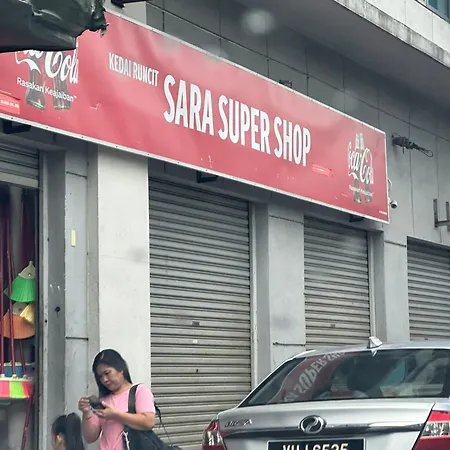 Coca-Cola
Rasakan Keajaiban
KEDAI RUNCIT
SARA SUPER SHOP
Coca-Cola